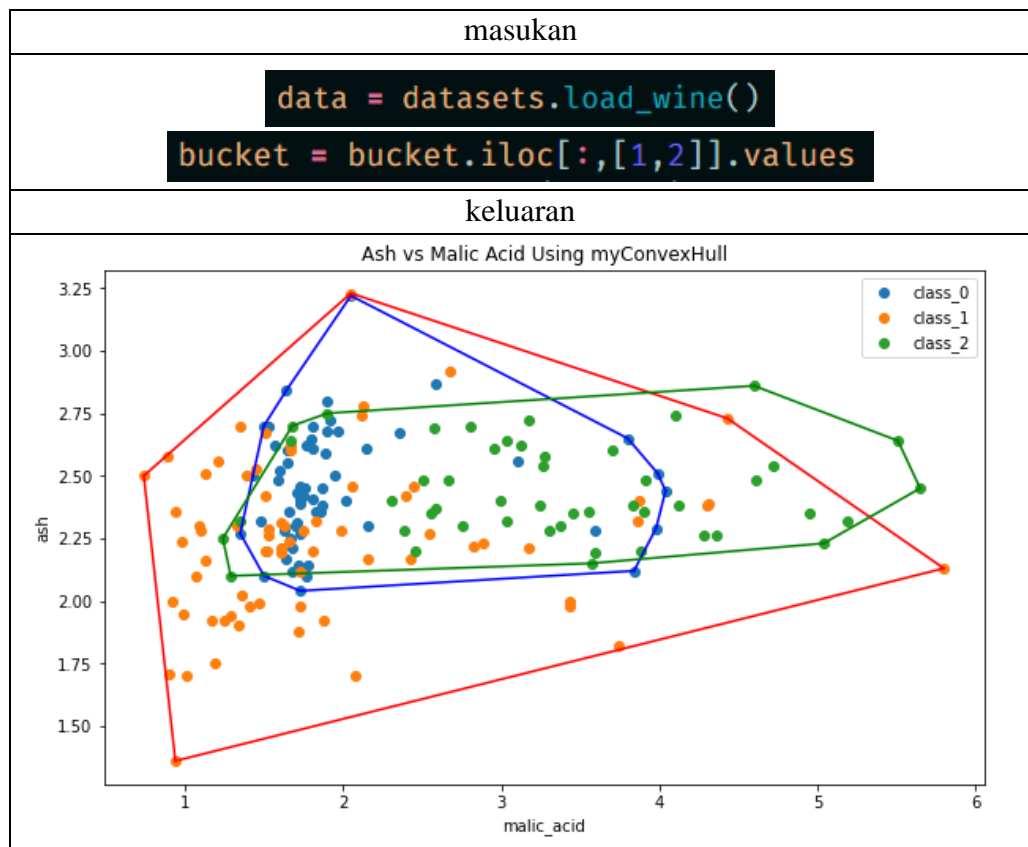 masukan
data = datasets.load_wine()
bucket = bucket.iloc[:,[1,2]].values
keluaran
Ash vs Malic Acid Using myConvexHull
class_0
class_1
class_2
3.25
3.00
2.75
2.50
2.25
2.00
1.75
1.50
ash
1 2 3 4 5 6
malic_acid